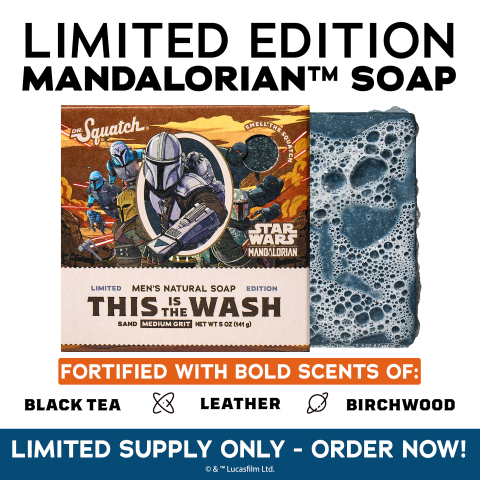 LIMITED EDITION
MANDALORIAN™ SOAP
DR. Squatch®
SMELL THE SQUATCH
STAR WARS
THE MANDALORIAN
LIMITED MEN'S NATURAL SOAP EDITION
THIS IS THE WASH
SAND MEDIUM GRIT NET WT 5 OZ (141 g)
FORTIFIED WITH BOLD SCENTS OF:
BLACK TEA LEATHER BIRCHWOOD
LIMITED SUPPLY ONLY - ORDER NOW!
© & ™ Lucasfilm Ltd.